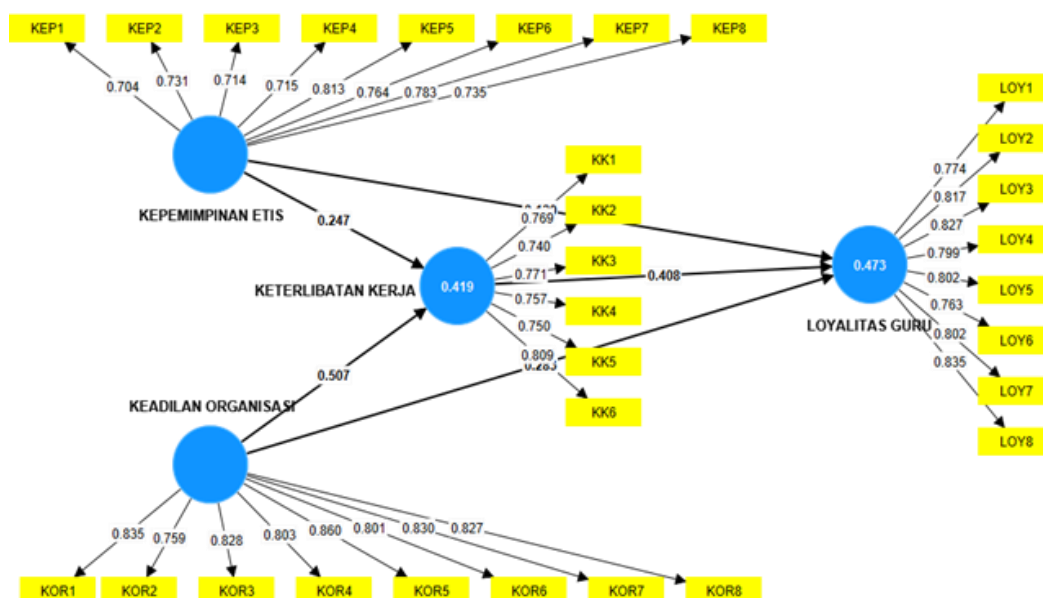 KEP1 KEP2 KEP3 KEP4 KEP5 KEP6 KEP7 KEP8
0.704 0.731 0.714 0.715 0.813 0.764 0.783 0.735
KEPEMIMPINAN ETIS
0.247
KK1
KK2
KK3
KK4
KK5
KK6
0.769
0.740
0.771
0.757
0.750
0.809
KETERLIBATAN KERJA
0.419
0.408
LOY1
LOY2
LOY3
LOY4
LOY5
LOY6
LOY7
LOY8
0.774
0.817
0.827
0.799
0.802
0.763
0.802
0.835
0.473
LOYALITAS GURU
0.507
KEADILAN ORGANISASI
0.835 0.759 0.828 0.803 0.860 0.801 0.830 0.827
KOR1 KOR2 KOR3 KOR4 KOR5 KOR6 KOR7 KOR8